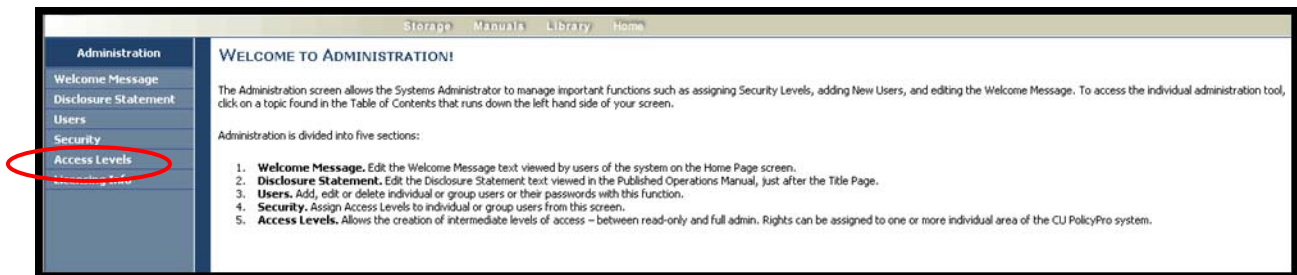 Storage Manuals Library Home
Administration
Welcome Message
Disclosure Statement
Users
Security
Access Levels
Licensing Info
WELCOME TO ADMINISTRATION!
The Administration screen allows the Systems Administrator to manage important functions such as assigning Security Levels, adding New Users, and editing the Welcome Message. To access the individual administration tool,
click on a topic found in the Table of Contents that runs down the left hand side of your screen.
Administration is divided into five sections:
1. Welcome Message. Edit the Welcome Message text viewed by users of the system on the Home Page screen.
2. Disclosure Statement. Edit the Disclosure Statement text viewed in the Published Operations Manual, just after the Title Page.
3. Users. Add, edit or delete individual or group users or their passwords with this function.
4. Security. Assign Access Levels to individual or group users from this screen.
5. Access Levels. Allows the creation of intermediate levels of access – between read-only and full admin. Rights can be assigned to one or more individual area of the CU PolicyPro system.